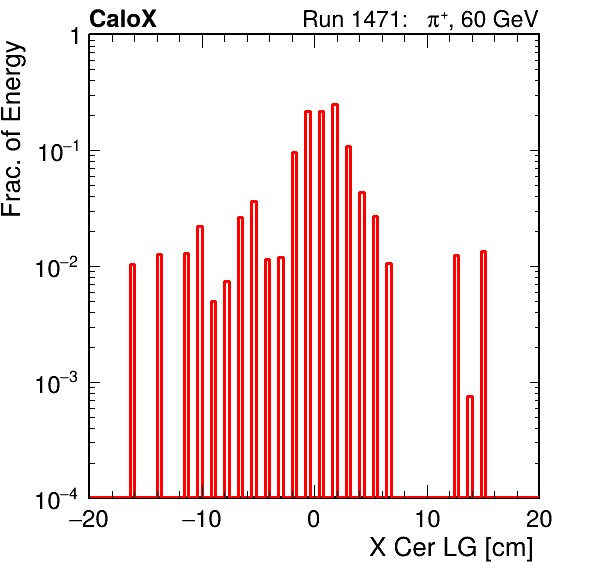 CaloX Run 1471: π⁺, 60 GeV
Frac. of Energy
1
10⁻¹
10⁻²
10⁻³
10⁻⁴
−20 −10 0 10 20
X Cer LG [cm]